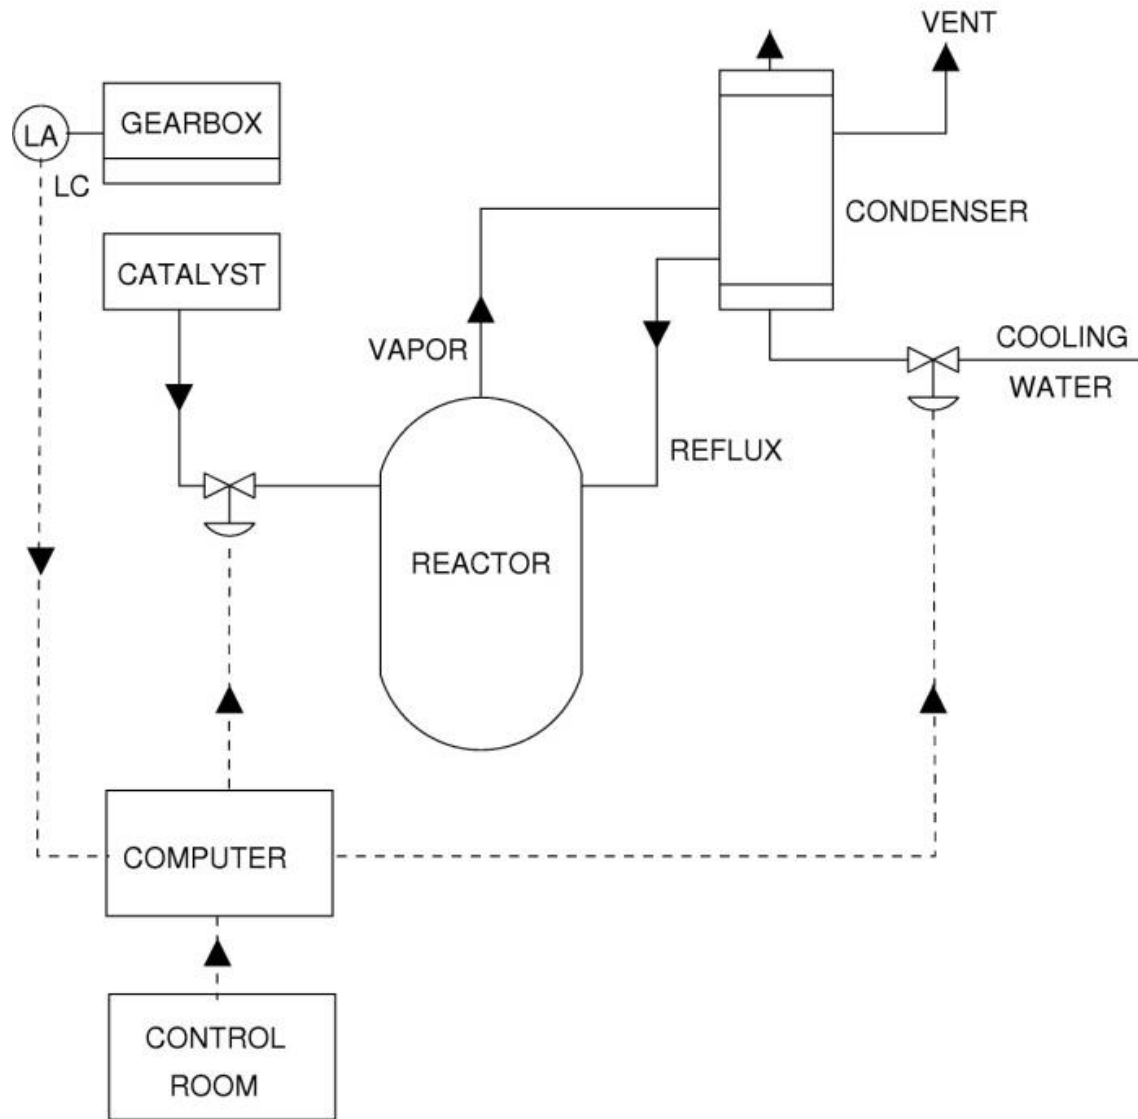 VENT
LA
GEARBOX
LC
CONDENSER
CATALYST
VAPOR
COOLING
WATER
REFLUX
REACTOR
COMPUTER
CONTROL
ROOM